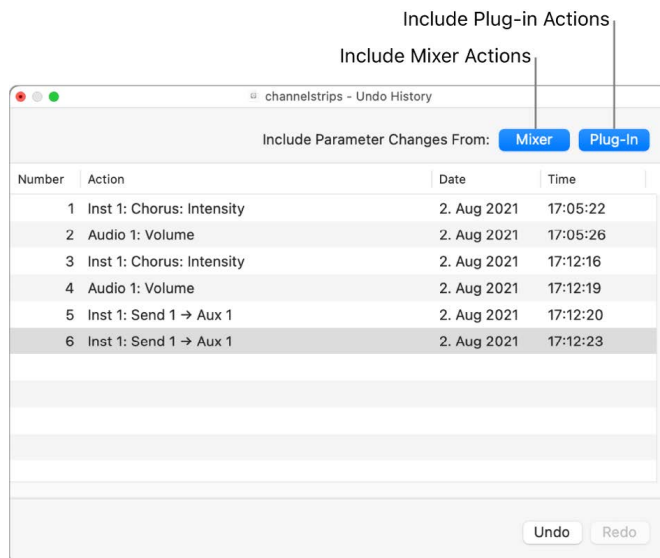 Include Plug-in Actions
Include Mixer Actions
channelstrips - Undo History
Include Parameter Changes From: Mixer Plug-In
Number Action Date Time
1 Inst 1: Chorus: Intensity 2. Aug 2021 17:05:22
2 Audio 1: Volume 2. Aug 2021 17:05:26
3 Inst 1: Chorus: Intensity 2. Aug 2021 17:12:16
4 Audio 1: Volume 2. Aug 2021 17:12:19
5 Inst 1: Send 1 → Aux 1 2. Aug 2021 17:12:20
6 Inst 1: Send 1 → Aux 1 2. Aug 2021 17:12:23
Undo Redo